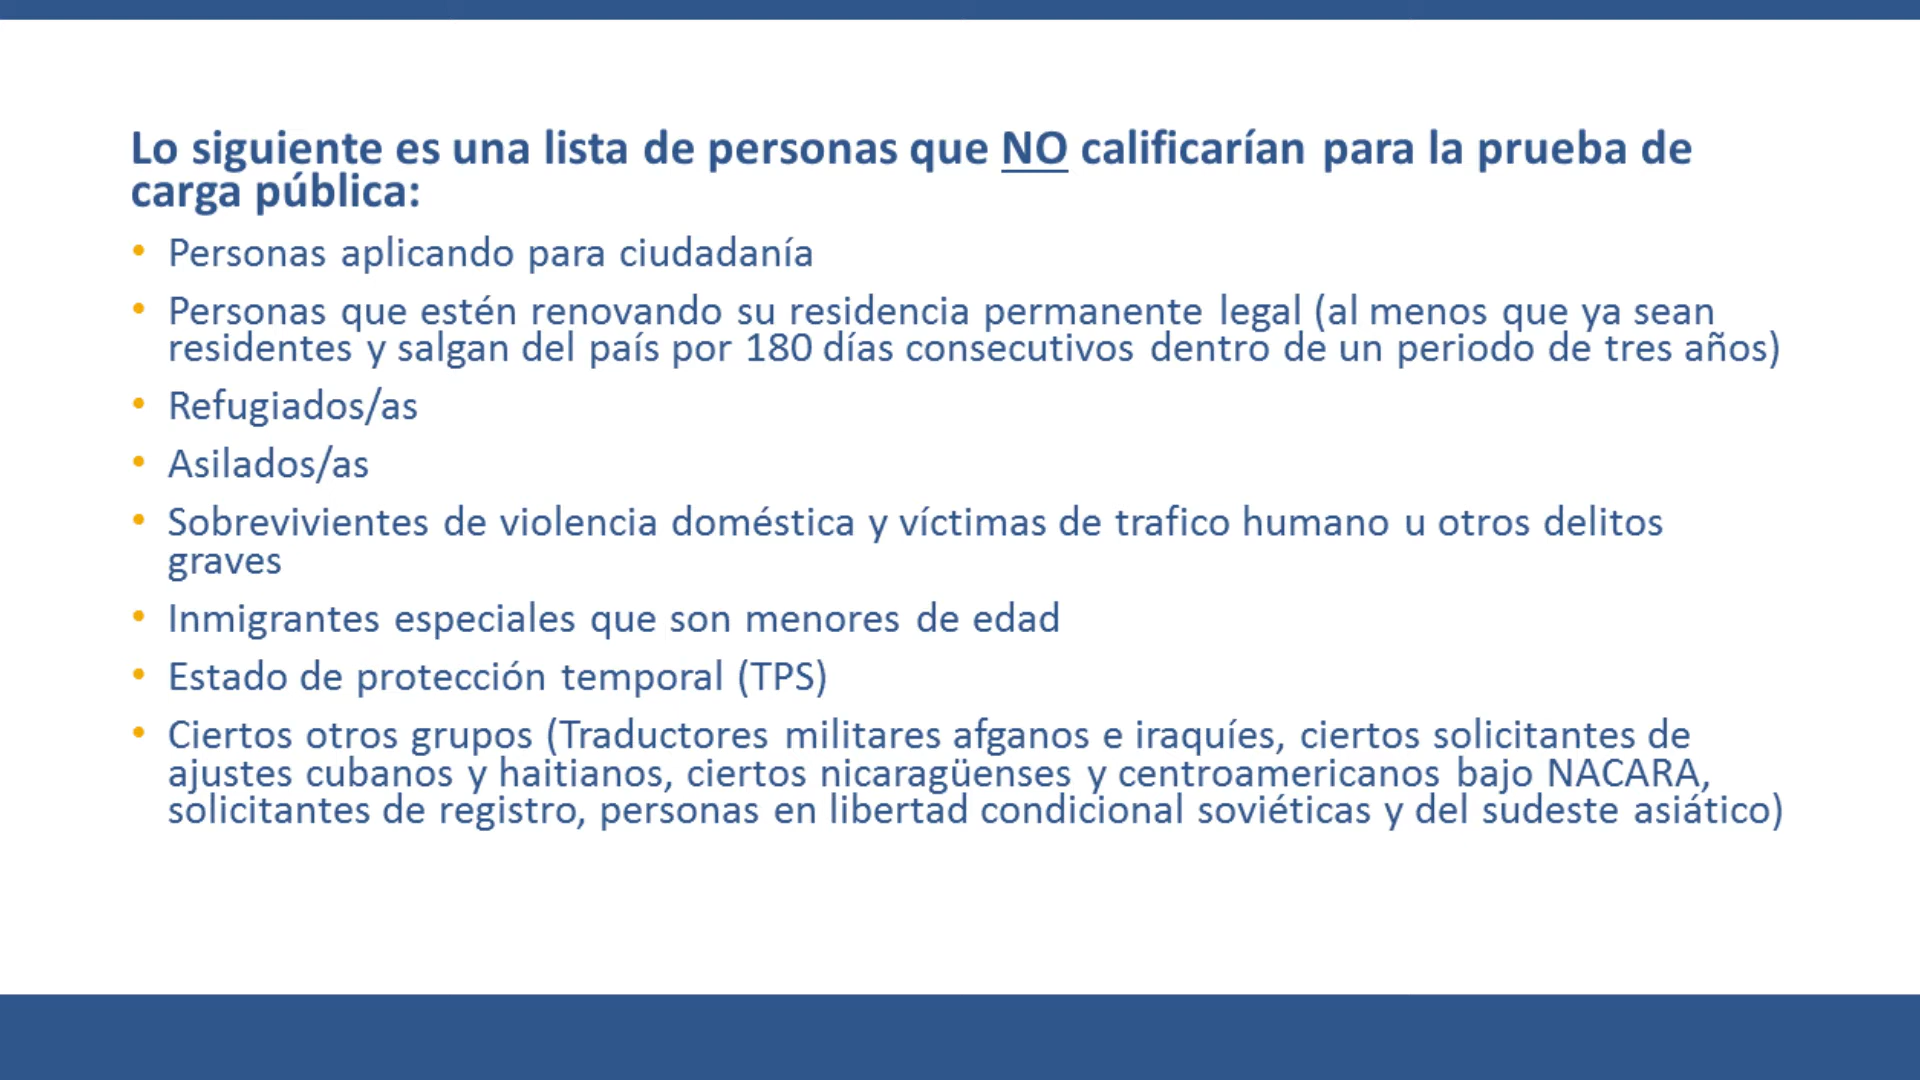 Lo siguiente es una lista de personas que NO calificarían para la prueba de
carga pública:
• Personas aplicando para ciudadanía
• Personas que estén renovando su residencia permanente legal (al menos que ya sean
residentes y salgan del país por 180 días consecutivos dentro de un periodo de tres años)
• Refugiados/as
• Asilados/as
• Sobrevivientes de violencia doméstica y víctimas de trafico humano u otros delitos
graves
• Inmigrantes especiales que son menores de edad
• Estado de protección temporal (TPS)
• Ciertos otros grupos (Traductores militares afganos e iraquíes, ciertos solicitantes de
ajustes cubanos y haitianos, ciertos nicaragüenses y centroamericanos bajo NACARA,
solicitantes de registro, personas en libertad condicional soviéticas y del sudeste asiático)